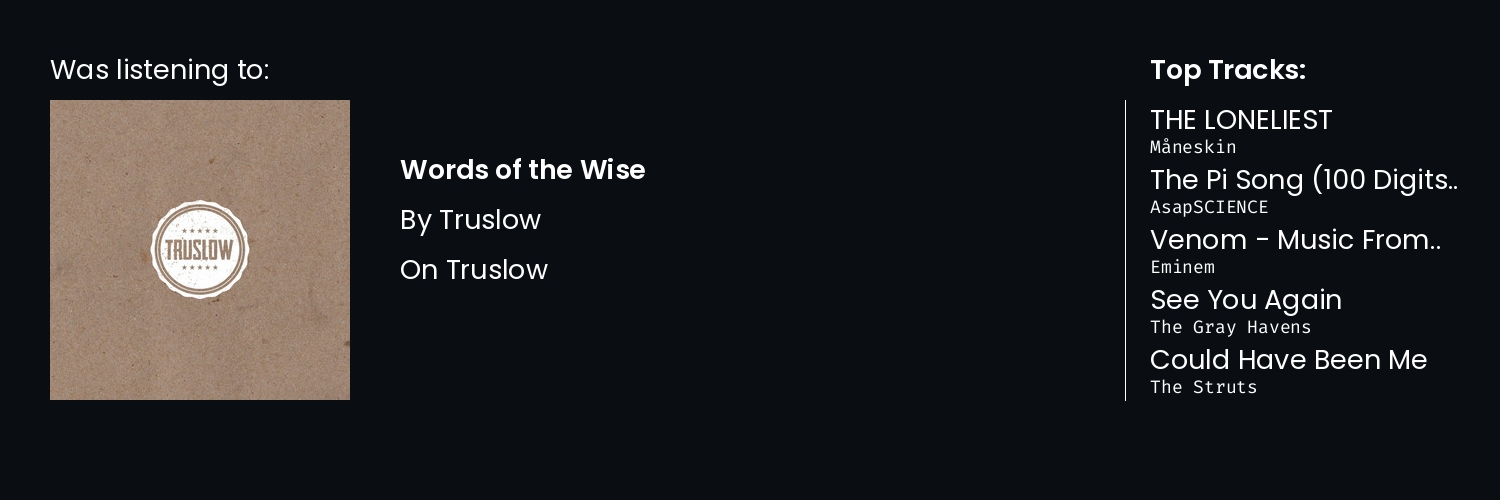 Was listening to:
TRUSLOW
Words of the Wise
By Truslow
On Truslow
Top Tracks:
THE LONELIEST
Måneskin
The Pi Song (100 Digits..
AsapSCIENCE
Venom - Music From..
Eminem
See You Again
The Gray Havens
Could Have Been Me
The Struts